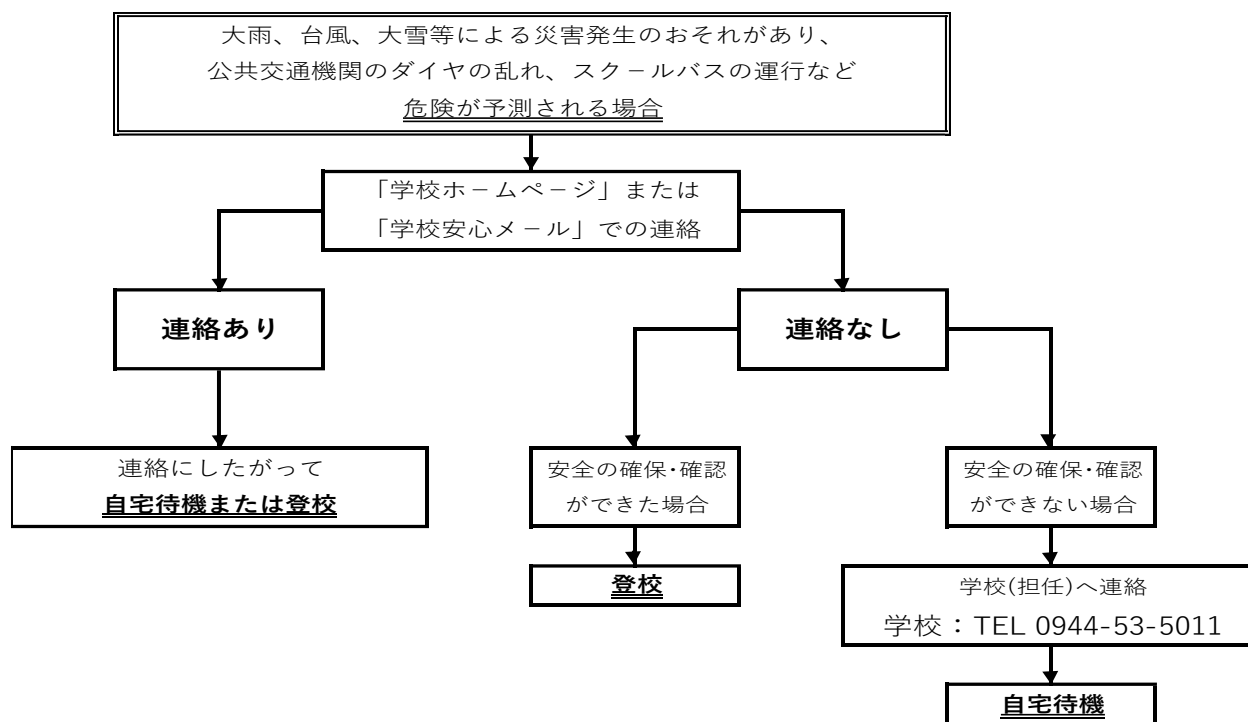 大雨、台風、大雪等による災害発生のおそれがあり、
公共交通機関のダイヤの乱れ、スク－ルバスの運行など
危険が予測される場合
「学校ホ－ムペ－ジ」または
「学校安心メ－ル」での連絡
連絡あり
連絡なし
連絡にしたがって
自宅待機または登校
安全の確保･確認
ができた場合
安全の確保･確認
ができない場合
登校
学校(担任)へ連絡
学校：TEL 0944-53-5011
自宅待機